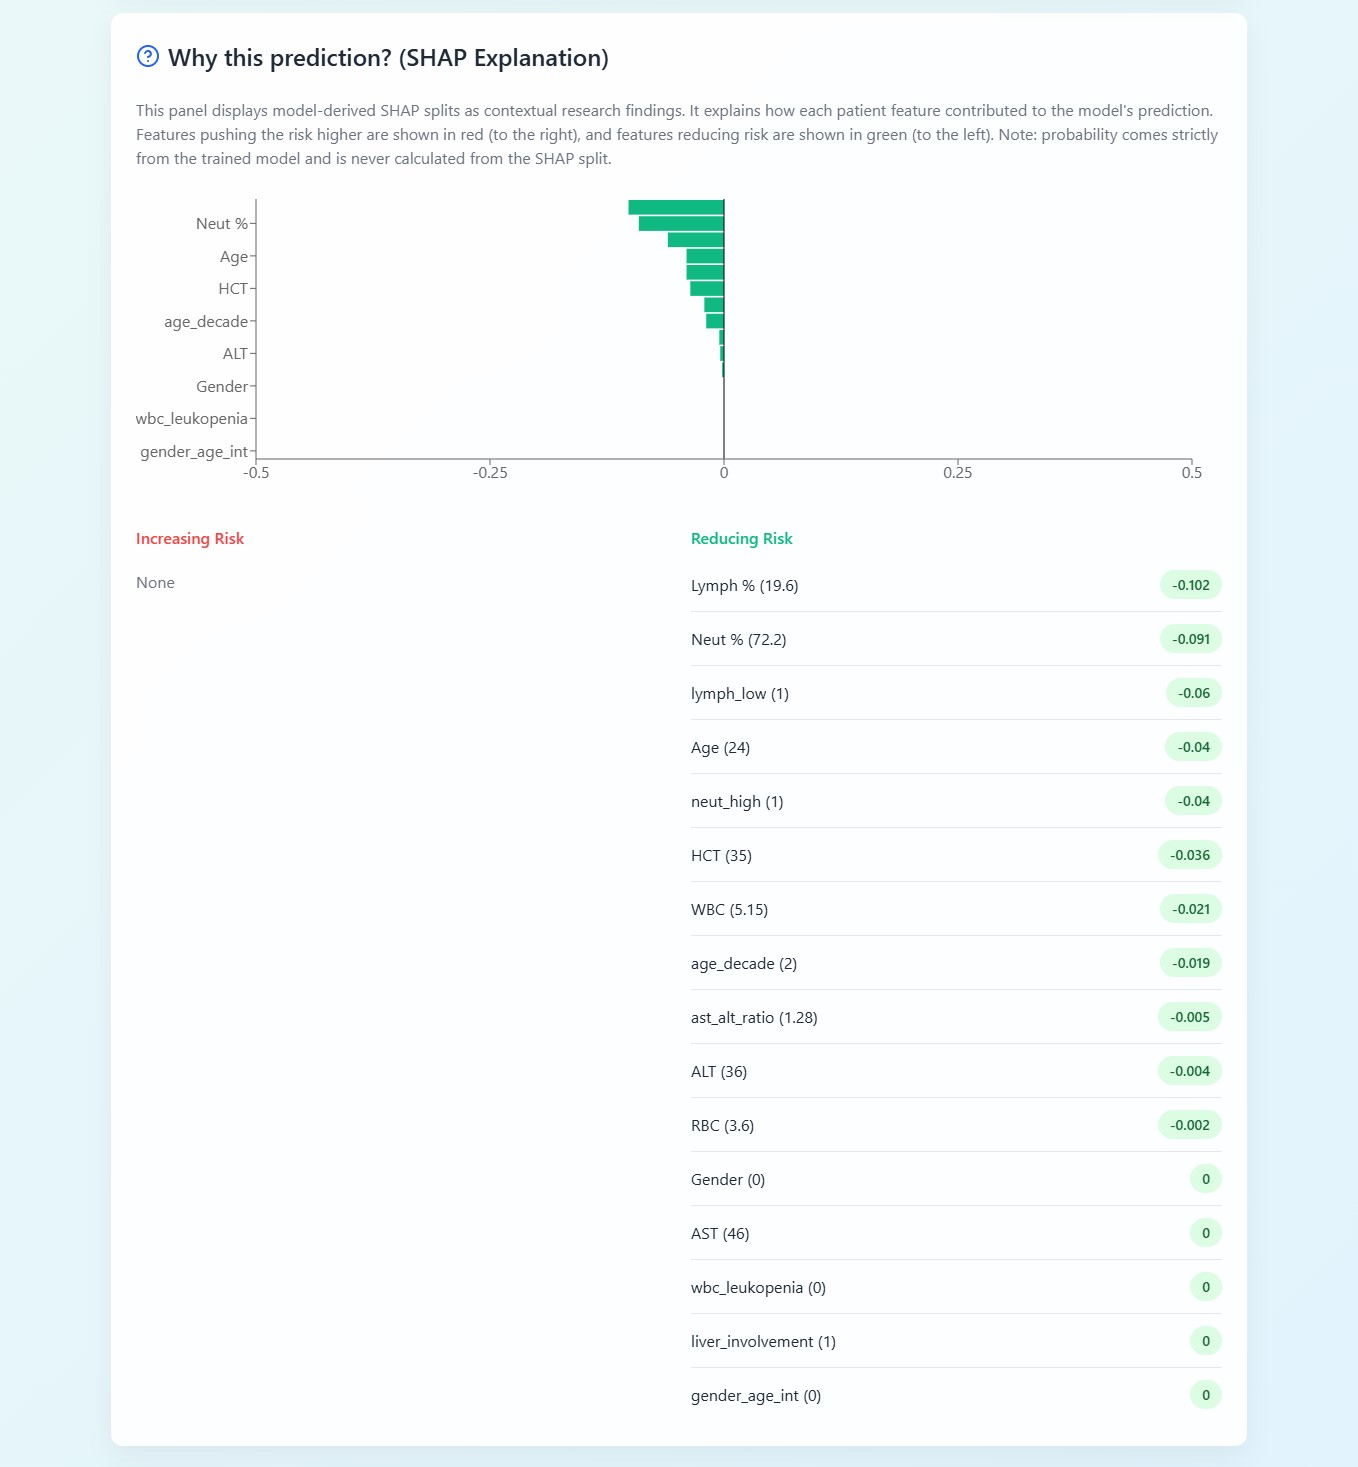 Why this prediction? (SHAP Explanation)
This panel displays model-derived SHAP splits as contextual research findings. It explains how each patient feature contributed to the model's prediction.
Features pushing the risk higher are shown in red (to the right), and features reducing risk are shown in green (to the left). Note: probability comes strictly
from the trained model and is never calculated from the SHAP split.
Neut %
Age
HCT
age_decade
ALT
Gender
wbc_leukopenia
gender_age_int
-0.5 -0.25 0 0.25 0.5
Increasing Risk
None
Reducing Risk
Lymph % (19.6) -0.102
Neut % (72.2) -0.091
lymph_low (1) -0.06
Age (24) -0.04
neut_high (1) -0.04
HCT (35) -0.036
WBC (5.15) -0.021
age_decade (2) -0.019
ast_alt_ratio (1.28) -0.005
ALT (36) -0.004
RBC (3.6) -0.002
Gender (0) 0
AST (46) 0
wbc_leukopenia (0) 0
liver_involvement (1) 0
gender_age_int (0) 0